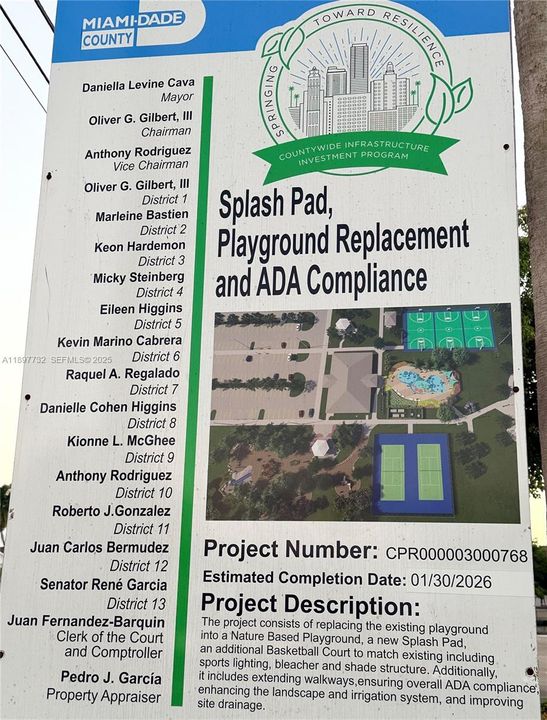 MIAMI-DADE
COUNTY
SPRINGING TOWARD RESILIENCE
COUNTYWIDE INFRASTRUCTURE
INVESTMENT PROGRAM
Daniella Levine Cava
Mayor
Oliver G. Gilbert, III
Chairman
Anthony Rodriguez
Vice Chairman
Oliver G. Gilbert, III
District 1
Marleine Bastien
District 2
Keon Hardemon
District 3
Micky Steinberg
District 4
Eileen Higgins
District 5
Kevin Marino Cabrera
District 6
Raquel A. Regalado
District 7
Danielle Cohen Higgins
District 8
Kionne L. McGhee
District 9
Anthony Rodriguez
District 10
Roberto J.Gonzalez
District 11
Juan Carlos Bermudez
District 12
Senator René Garcia
District 13
Juan Fernandez-Barquin
Clerk of the Court
and Comptroller
Pedro J. García
Property Appraiser
Splash Pad,
Playground Replacement
and ADA Compliance
Project Number: CPR000003000768
Estimated Completion Date: 01/30/2026
Project Description:
The project consists of replacing the existing playground
into a Nature Based Playground, a new Splash Pad,
an additional Basketball Court to match existing including
sports lighting, bleacher and shade structure. Additionally,
it includes extending walkways,ensuring overall ADA compliance,
enhancing the landscape and irrigation system, and improving
site drainage.
A11897732 SEFMLS© 2025